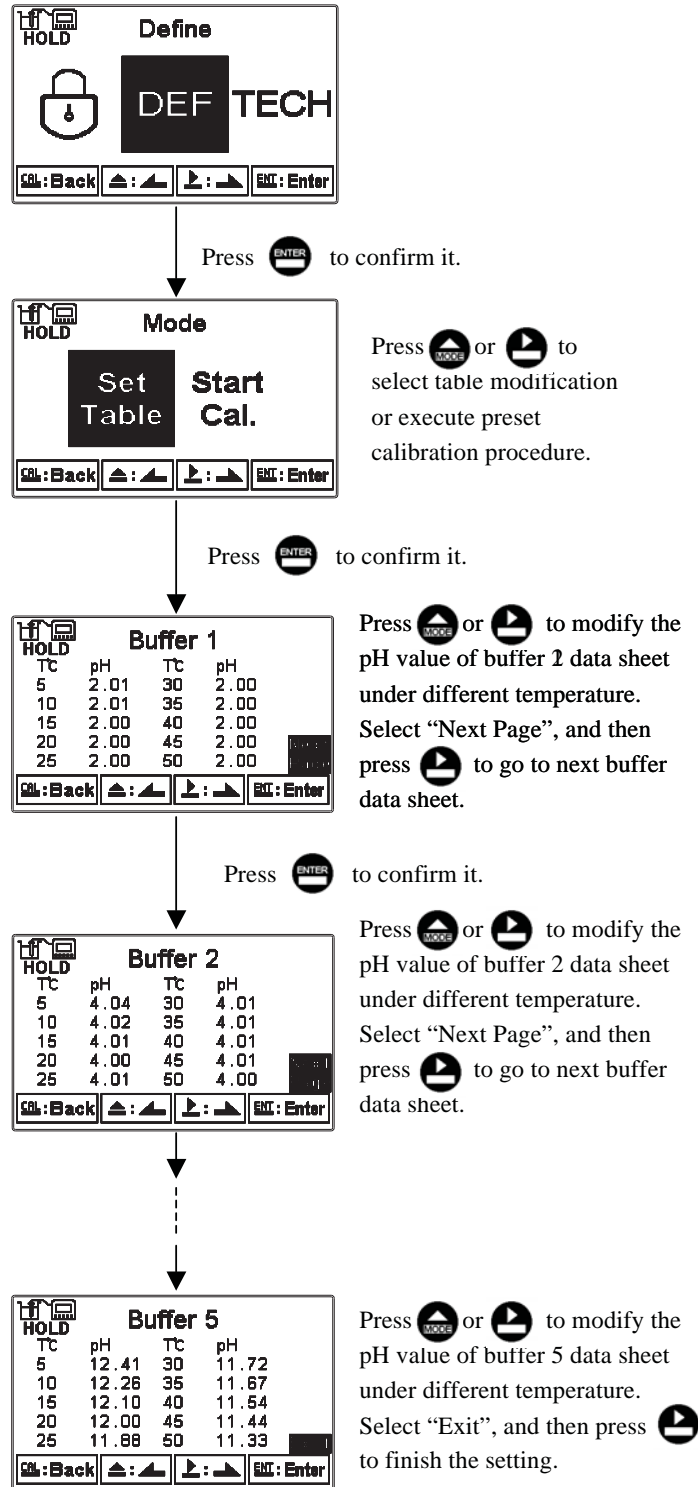 HOLD
Define
DEF TECH
CAL:Back : : ENT:Enter
Press ENTER to confirm it.
HOLD
Mode
Set Table
Start Cal.
CAL:Back : : ENT:Enter
Press MODE or to
select table modification
or execute preset
calibration procedure.
Press ENTER to confirm it.
HOLD
Buffer 1
T℃ pH T℃ pH
5 2.01 30 2.00
10 2.01 35 2.00
15 2.00 40 2.00
20 2.00 45 2.00
25 2.00 50 2.00
CAL:Back : : ENT:Enter
Press MODE or to modify the
pH value of buffer data sheet
under different temperature.
Select “Next Page”, and then
press to go to next buffer
data sheet.
Press ENTER to confirm it.
HOLD
Buffer 2
T℃ pH T℃ pH
5 4.04 30 4.01
10 4.02 35 4.01
15 4.01 40 4.01
20 4.00 45 4.01
25 4.01 50 4.00
CAL:Back : : ENT:Enter
Press MODE or to modify the
pH value of buffer 2 data sheet
under different temperature.
Select “Next Page”, and then
press to go to next buffer
data sheet.
HOLD
Buffer 5
T℃ pH T℃ pH
5 12.41 30 11.72
10 12.26 35 11.67
15 12.10 40 11.54
20 12.00 45 11.44
25 11.88 50 11.33
CAL:Back : : ENT:Enter
Press MODE or to modify the
pH value of buffer 5 data sheet
under different temperature.
Select “Exit”, and then press
to finish the setting.